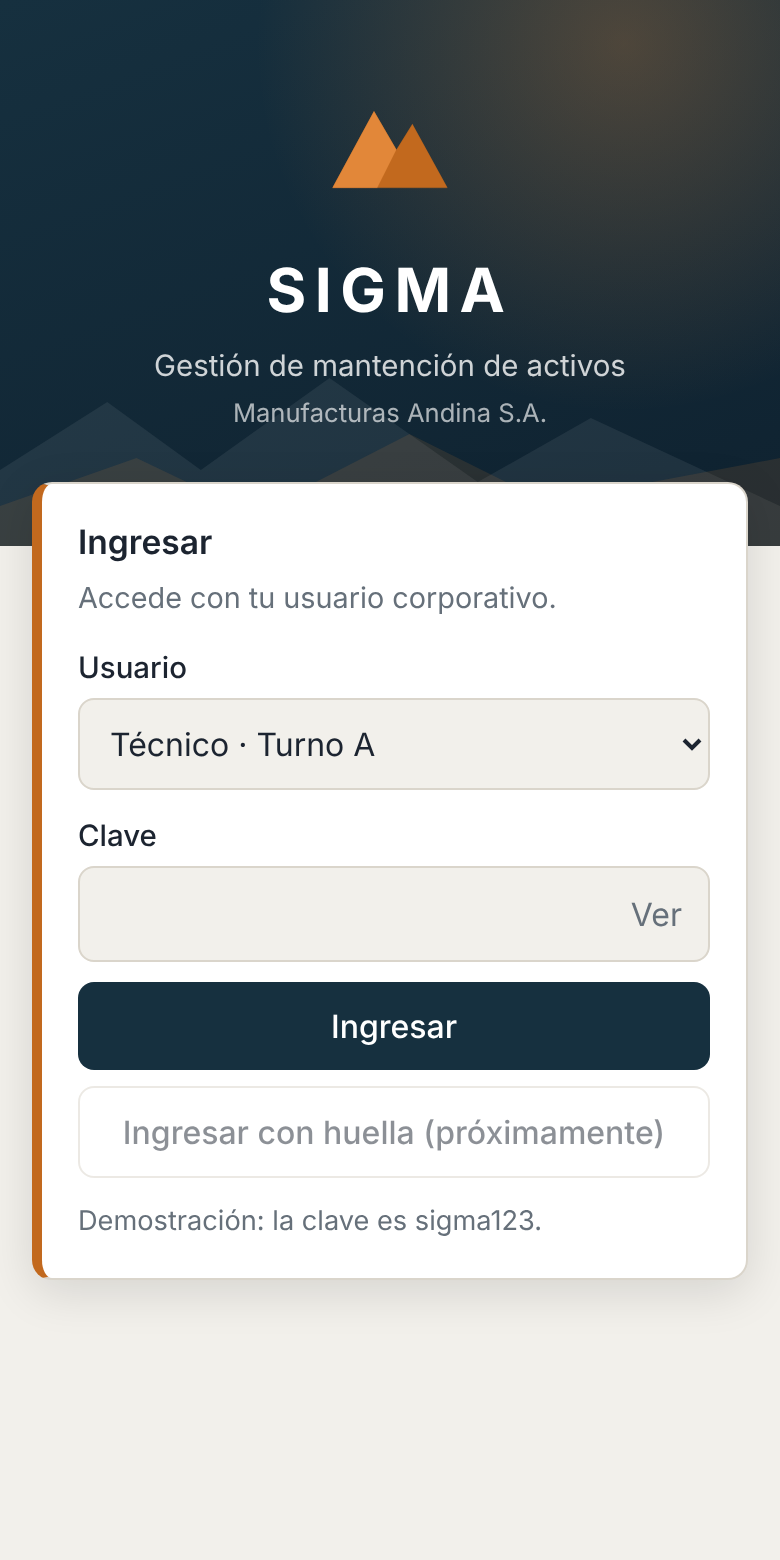 SIGMA
Gestión de mantención de activos
Manufacturas Andina S.A.
Ingresar
Accede con tu usuario corporativo.
Usuario
Técnico · Turno A
Clave
Ver
Ingresar
Ingresar con huella (próximamente)
Demostración: la clave es sigma123.